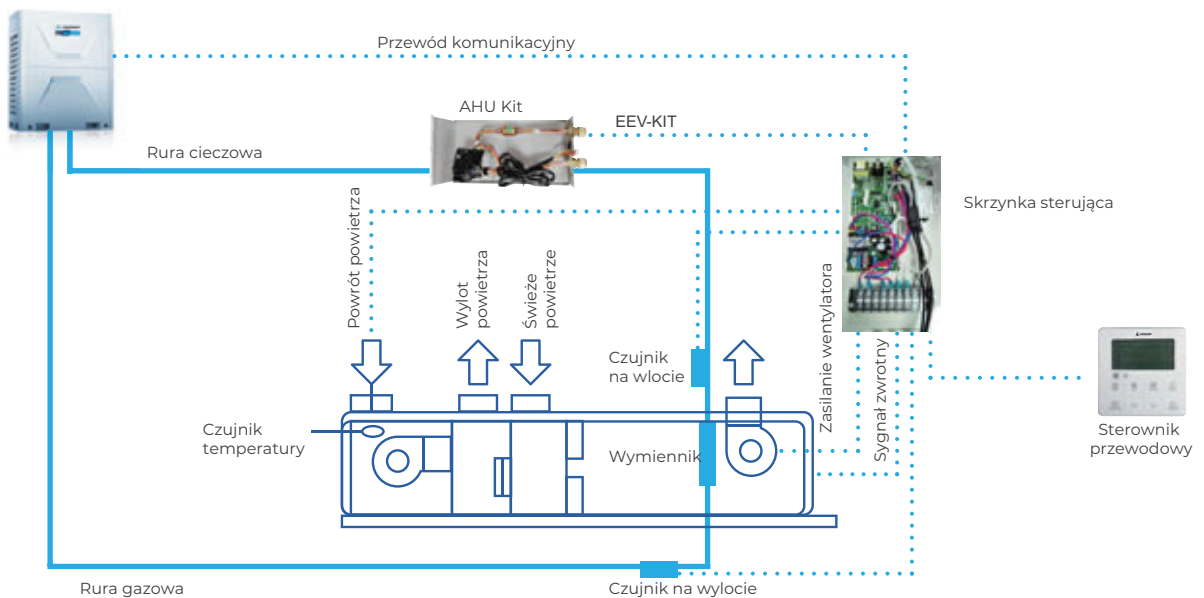 Przewód komunikacyjny
AHU Kit
EEV-KIT
Rura cieczowa
Skrzynka sterująca
Powrót powietrza
Wylot
powietrza
Świeże
powietrze
Zasilanie wentylatora
Sygnał zwrotny
Czujnik
na wlocie
Czujnik
temperatury
Wymiennik
Sterownik
przewodowy
Rura gazowa
Czujnik na wylocie